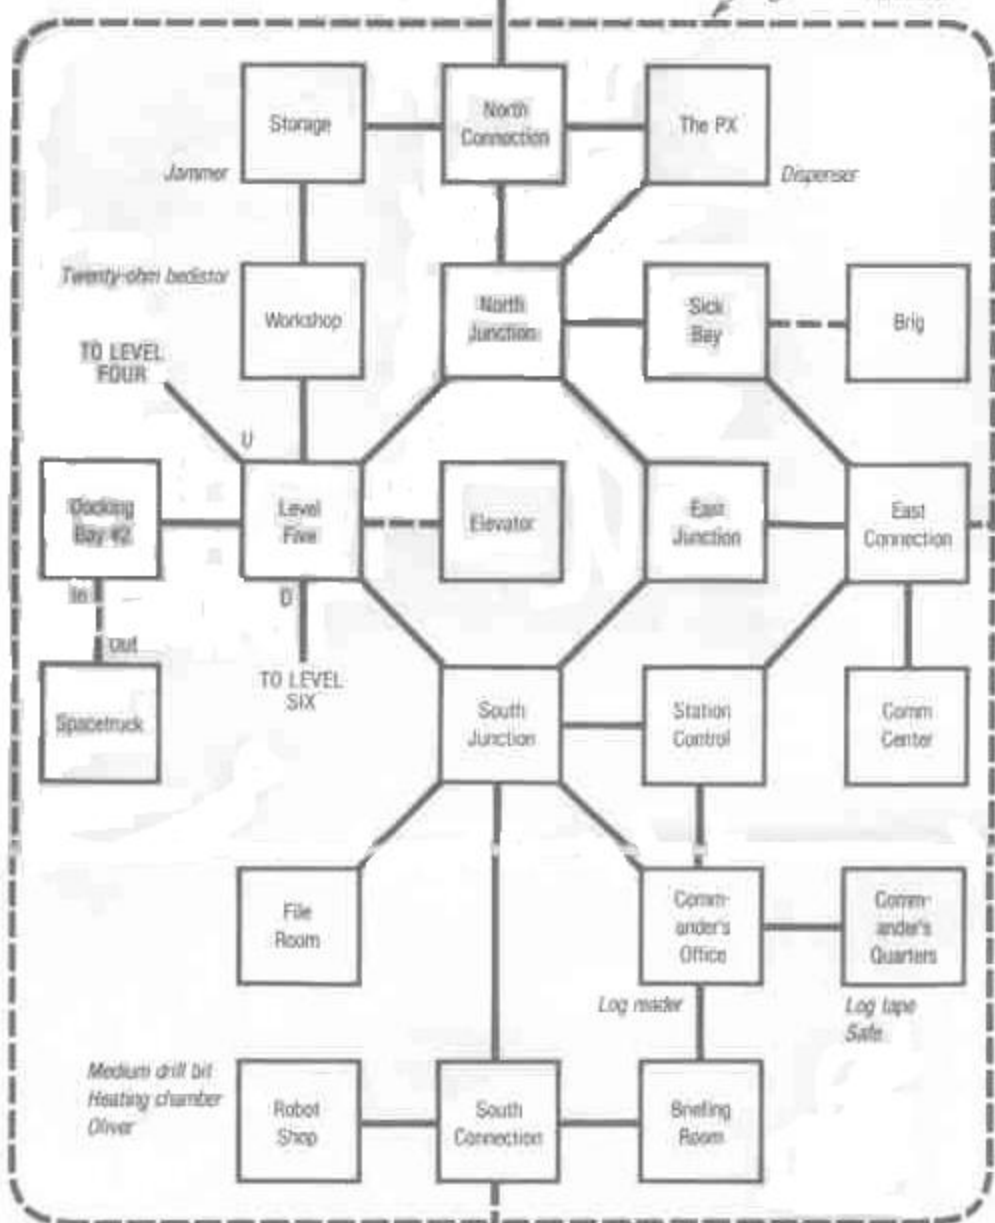 Storage
North
Connection
The PX
Jammer
Dispenser
Twenty-ohm bedistor
Workshop
North
Junction
Sick
Bay
Brig
TO LEVEL
FOUR
U
Docking
Bay #2
Level
Five
Elevator
East
Junction
East
Connection
In
D
Out
TO LEVEL
SIX
Spacetruck
South
Junction
Station
Control
Comm
Center
File
Room
Comm-
ander's
Office
Comm-
ander's
Quarters
Log reader
Log tape
Safe
Medium drill bit
Heating chamber
Oliver
Robot
Shop
South
Connection
Briefing
Room